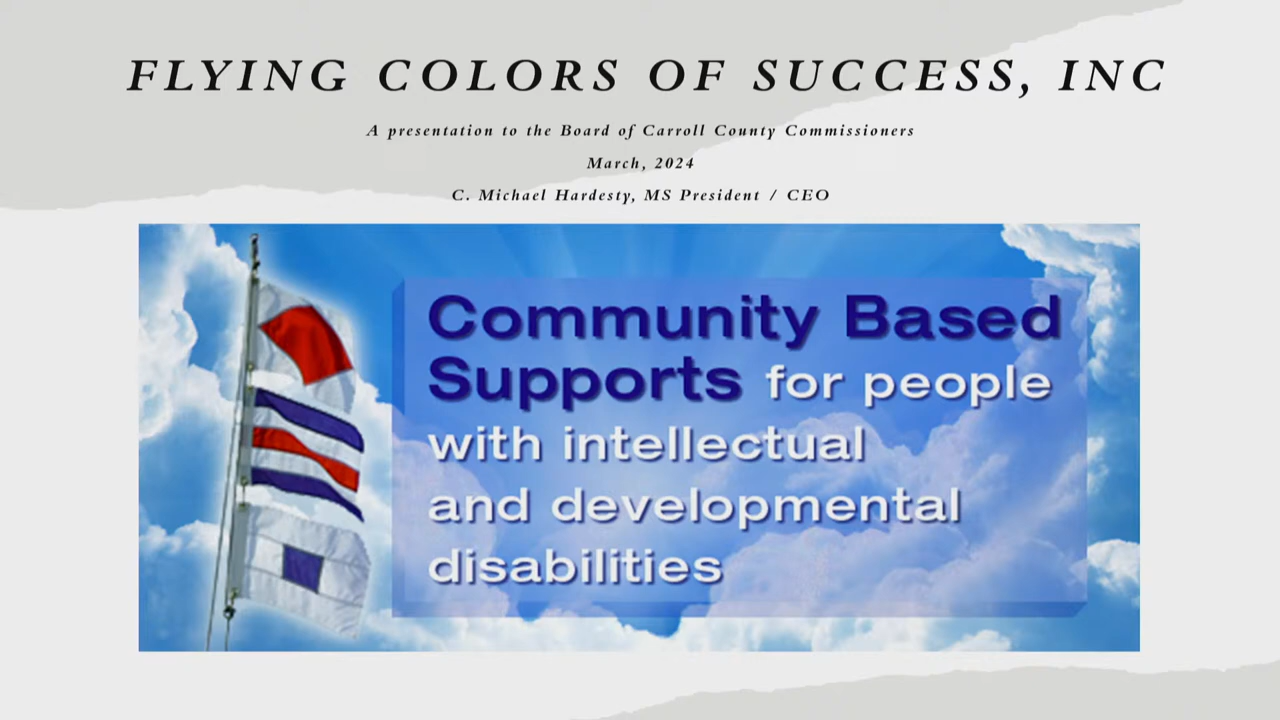 FLYING COLORS OF SUCCESS, INC
A presentation to the Board of Carroll County Commissioners
March, 2024
C. Michael Hardesty, MS President / CEO
Community Based
Supports for people
with intellectual
and developmental
disabilities